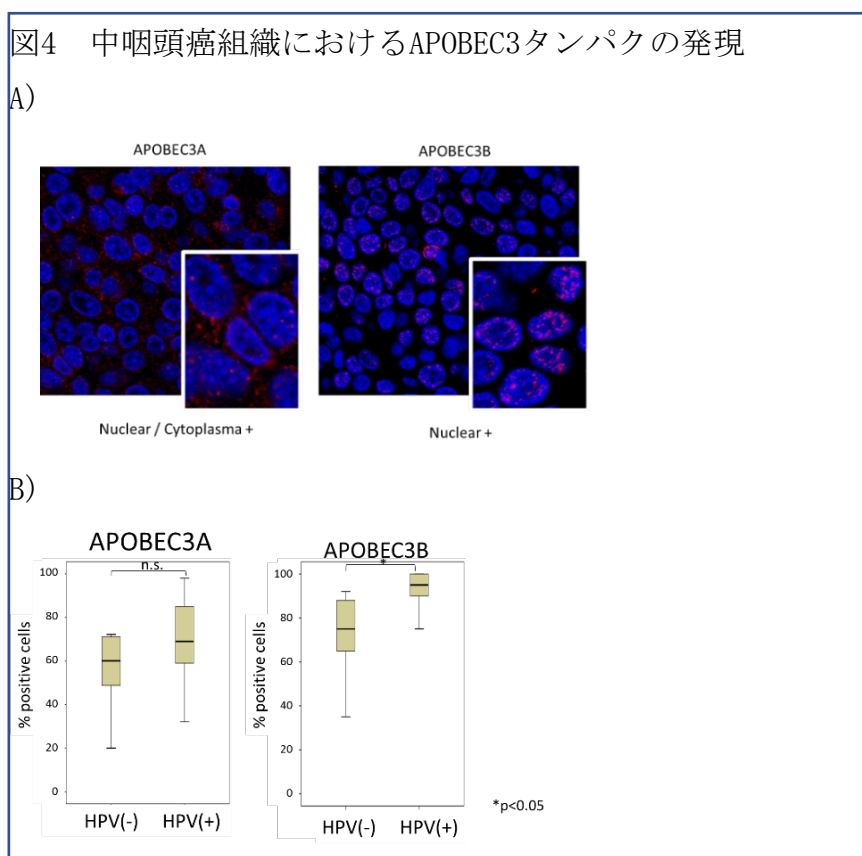 図4　中咽頭癌組織におけるAPOBEC3タンパクの発現
A)
APOBEC3A
APOBEC3B
Nuclear / Cytoplasma +
Nuclear +
B)
APOBEC3A
n.s.
% positive cells
100
80
60
40
20
0
HPV(-) HPV(+)
APOBEC3B
*
% positive cells
100
80
60
40
20
0
HPV(-) HPV(+)
*p<0.05